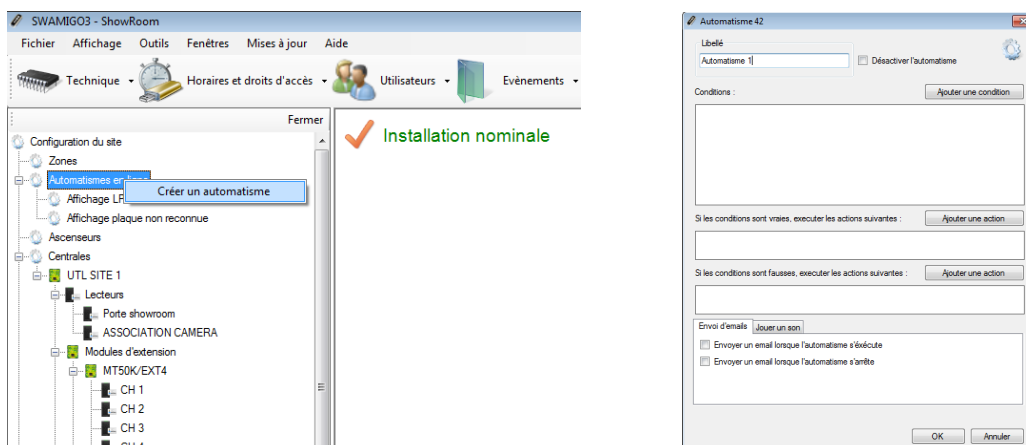 SWAMIGO3 - ShowRoom
Fichier Affichage Outils Fenêtres Mises à jour Aide
Technique Horaires et droits d'accès Utilisateurs Evènements
Fermer
Installation nominale
Configuration du site
Zones
Automatismes en
Créer un automatisme
Affichage
Affichage plaque non reconnue
Ascenseurs
Centrales
UTL SITE 1
Lecteurs
Porte showroom
ASSOCIATION CAMERA
Modules d'extension
MT50K/EXT4
CH 1
CH 2
CH 3
Automatisme 42
Libellé
Automatisme 1
Désactiver l'automatisme
Conditions :
Ajouter une condition
Si les conditions sont vraies, executer les actions suivantes :
Ajouter une action
Si les conditions sont fausses, executer les actions suivantes :
Ajouter une action
Envoi d'emails Jouer un son
Envoyer un email lorsque l'automatisme s'éxécute
Envoyer un email lorsque l'automatisme s'arrête
OK Annuler